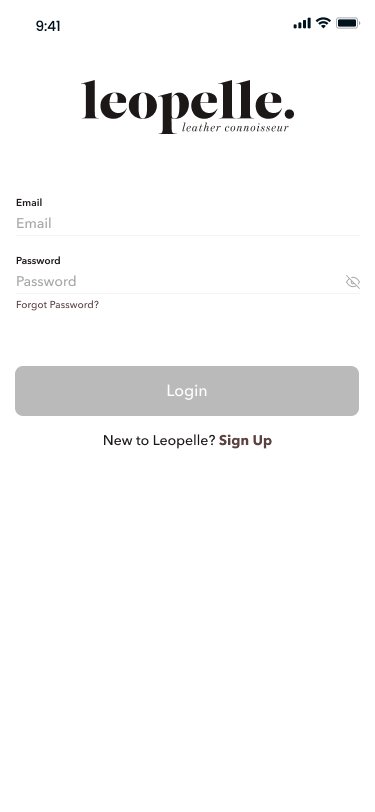 9:41
leopelle.
leather connoisseur
Email
Email
Password
Password
Forgot Password?
Login
New to Leopelle? Sign Up